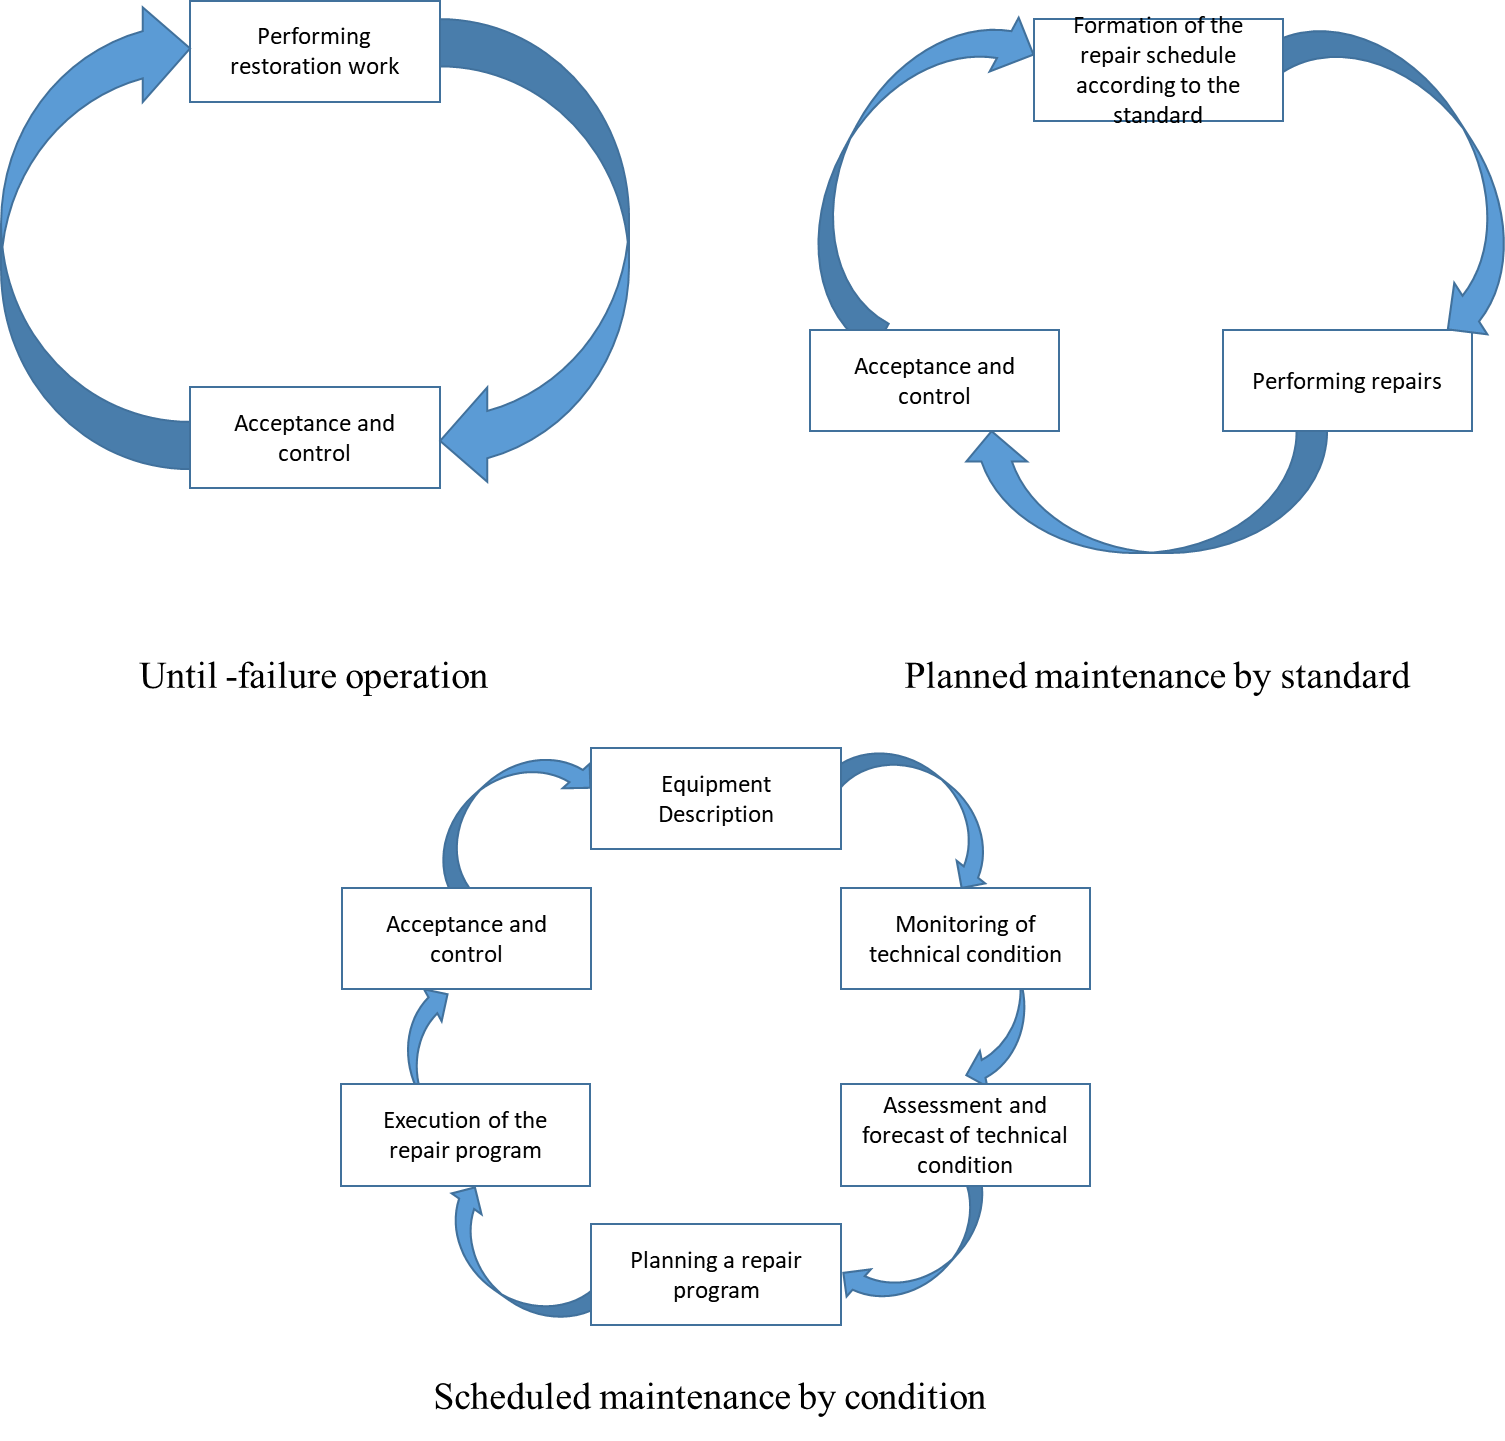 Performing
restoration work
Acceptance and
control
Until -failure operation
Formation of the
repair schedule
according to the
standard
Performing repairs
Acceptance and
control
Planned maintenance by standard
Equipment
Description
Monitoring of
technical condition
Assessment and
forecast of technical
condition
Planning a repair
program
Execution of the
repair program
Acceptance and
control
Scheduled maintenance by condition